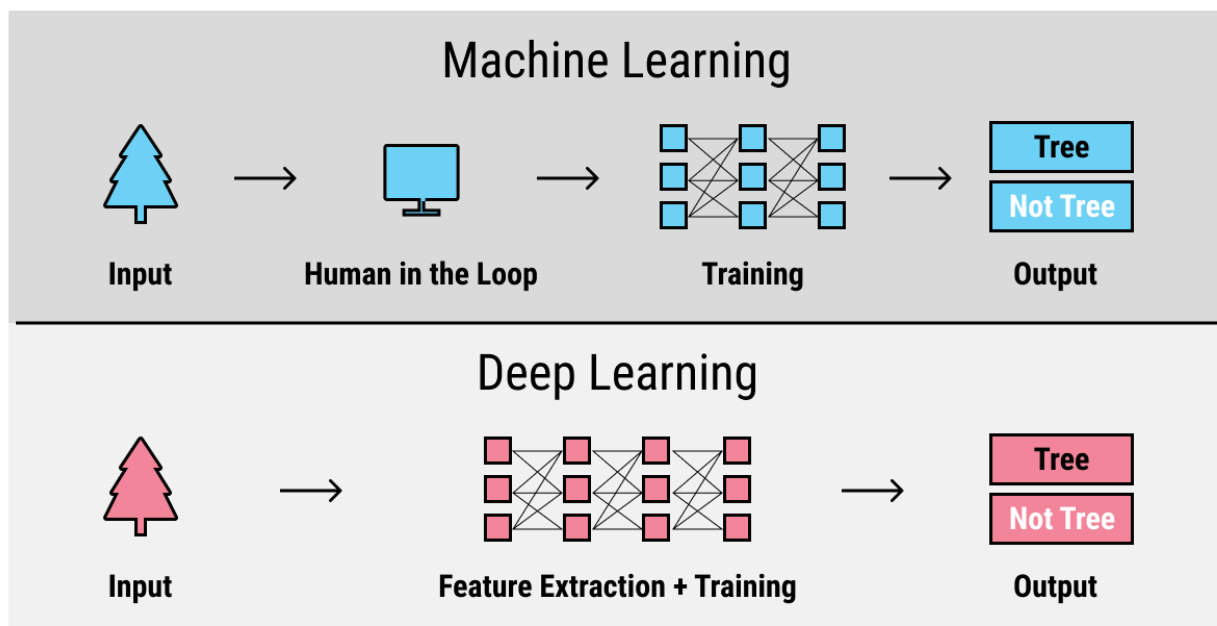 Machine Learning
Tree
Not Tree
Input
Human in the Loop
Training
Output
Deep Learning
Tree
Not Tree
Input
Feature Extraction + Training
Output